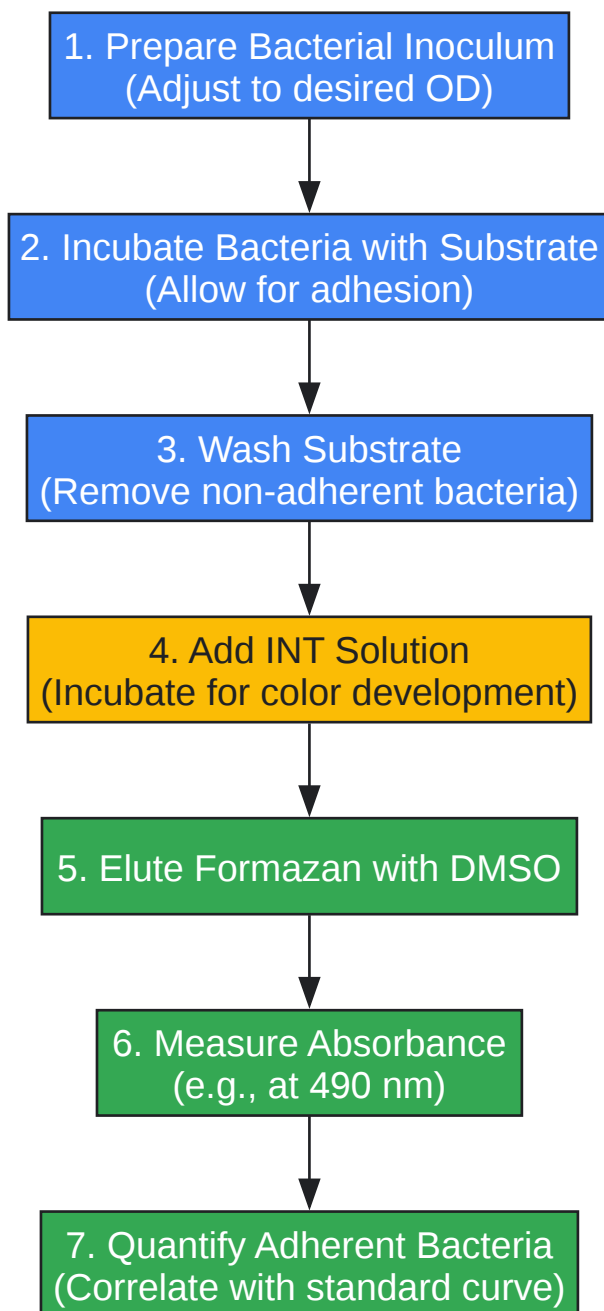 1. Prepare Bacterial Inoculum
(Adjust to desired OD)
2. Incubate Bacteria with Substrate
(Allow for adhesion)
3. Wash Substrate
(Remove non-adherent bacteria)
4. Add INT Solution
(Incubate for color development)
5. Elute Formazan with DMSO
6. Measure Absorbance
(e.g., at 490 nm)
7. Quantify Adherent Bacteria
(Correlate with standard curve)